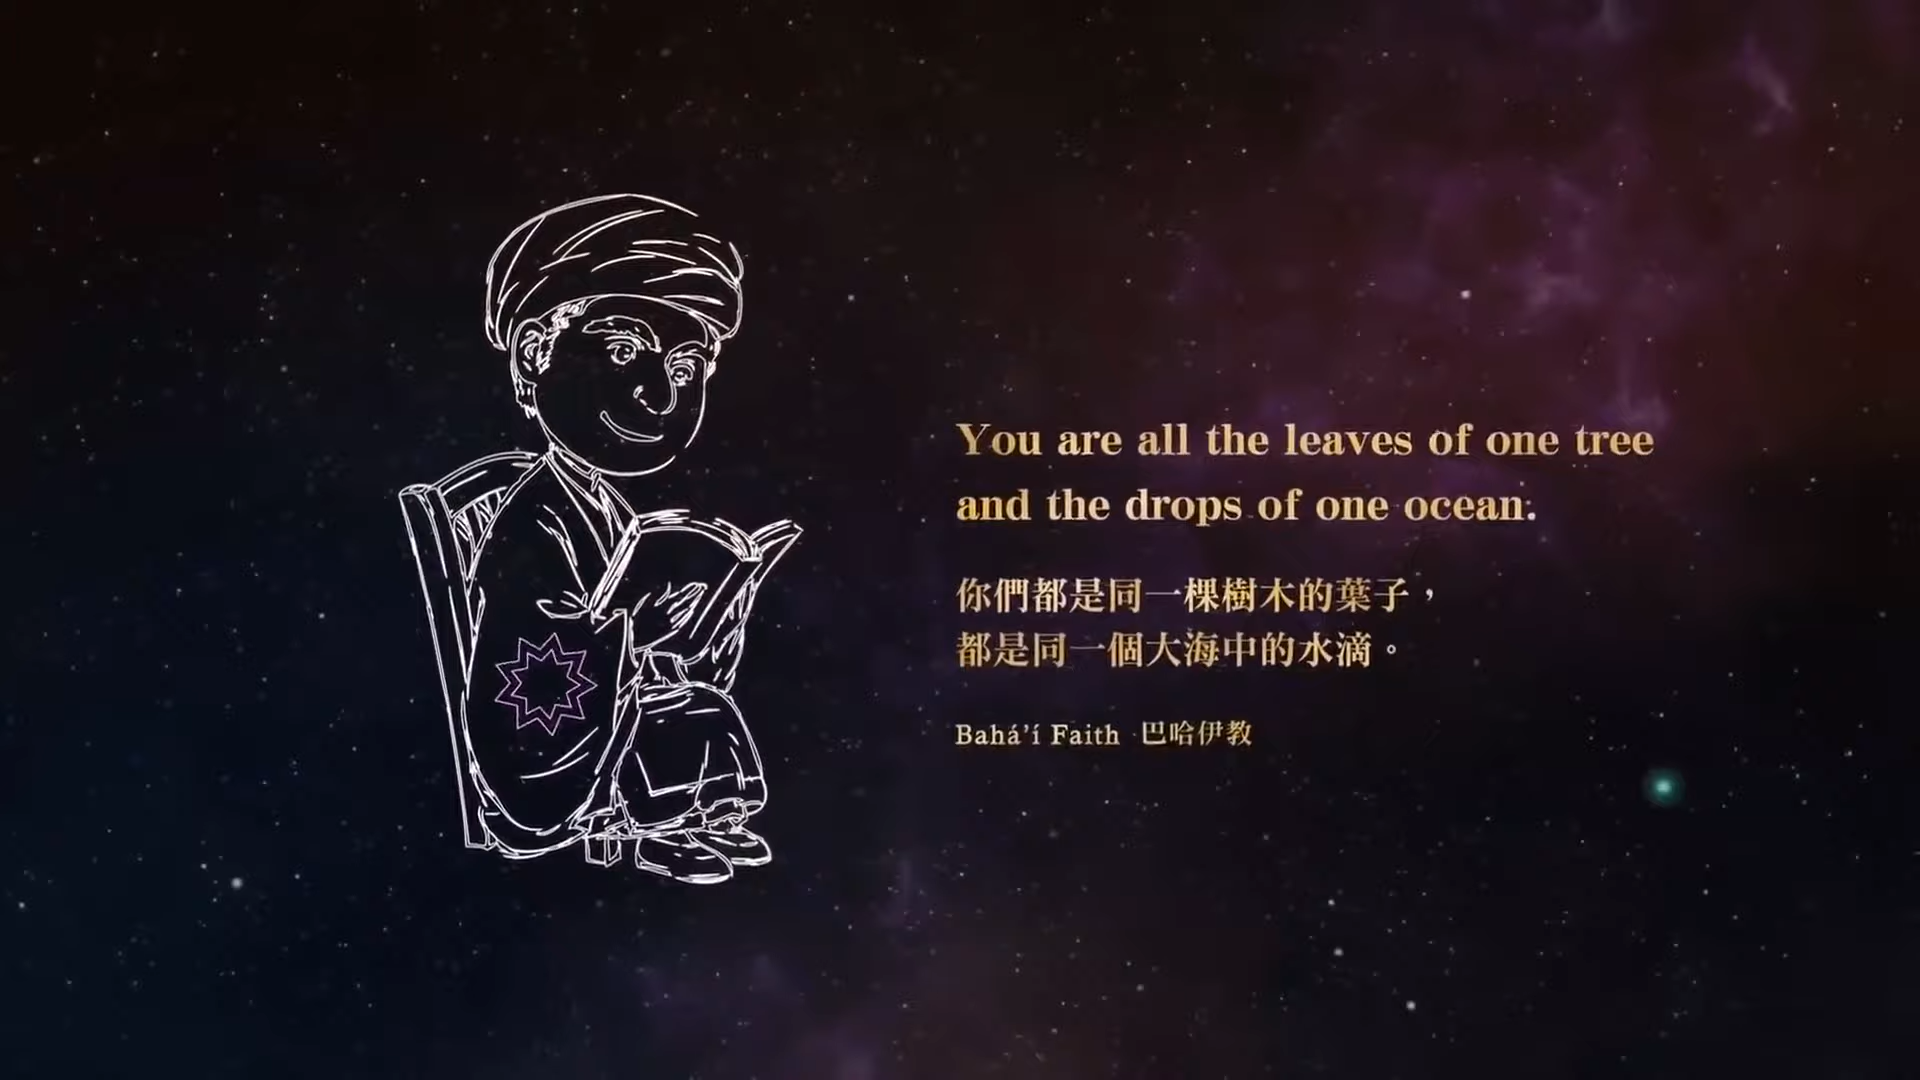 You are all the leaves of one tree
and the drops of one ocean.
你們都是同一棵樹木的葉子，
都是同一個大海中的水滴。
Bahá’í Faith 巴哈伊教